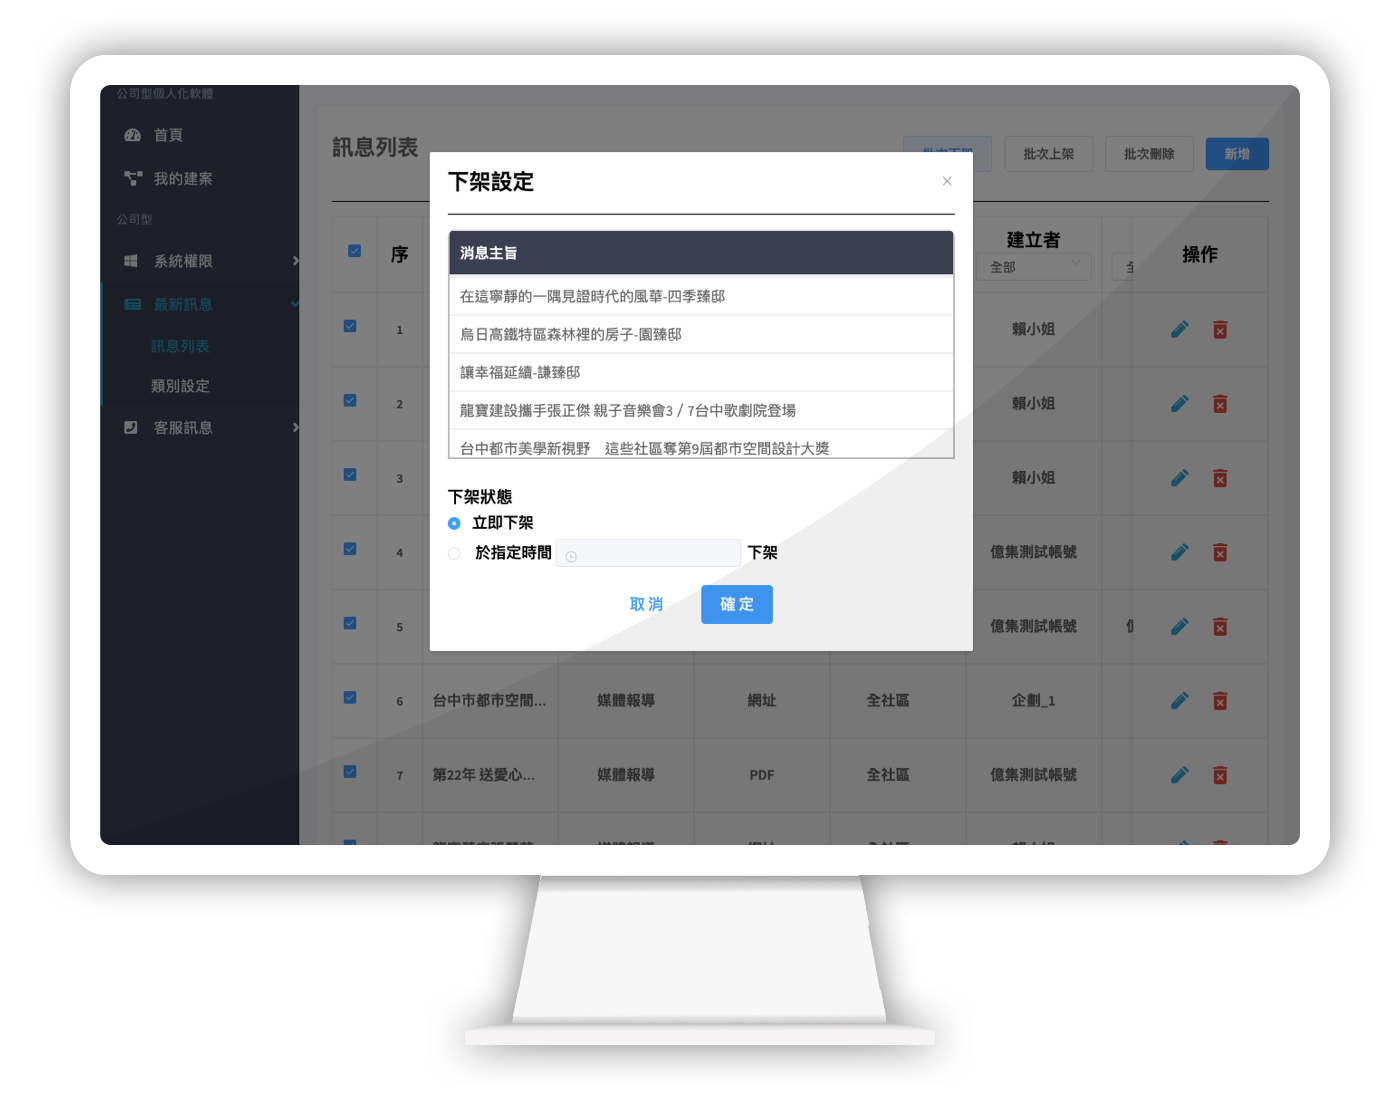 公司型個人化軟體
首頁
我的建案
公司型
系統權限
最新訊息
訊息列表
類別設定
客服訊息
訊息列表
批次下架
批次上架
批次刪除
新增
序
建立者
全部
操作
1 賴小姐
2 賴小姐
3 賴小姐
4 億集測試帳號
5 億集測試帳號
6 台中市都市空間... 媒體報導 網址 全社區 企劃_1
7 第22年 送愛心... 媒體報導 PDF 全社區 億集測試帳號
下架設定
消息主旨
在這寧靜的一隅見證時代的風華-四季臻邸
烏日高鐵特區森林裡的房子-園臻邸
讓幸福延續-謙臻邸
龍寶建設攜手張正傑 親子音樂會3 / 7台中歌劇院登場
台中都市美學新視野　這些社區奪第9屆都市空間設計大獎
下架狀態
立即下架
於指定時間 下架
取 消
確 定